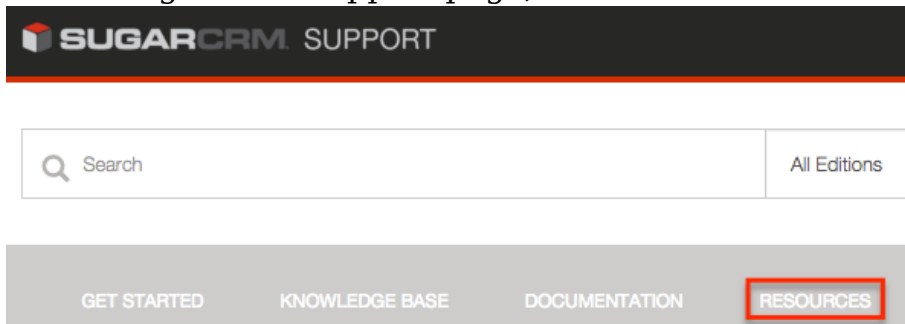 SUGARCRM. SUPPORT
Search
All Editions
GET STARTED KNOWLEDGE BASE DOCUMENTATION RESOURCES